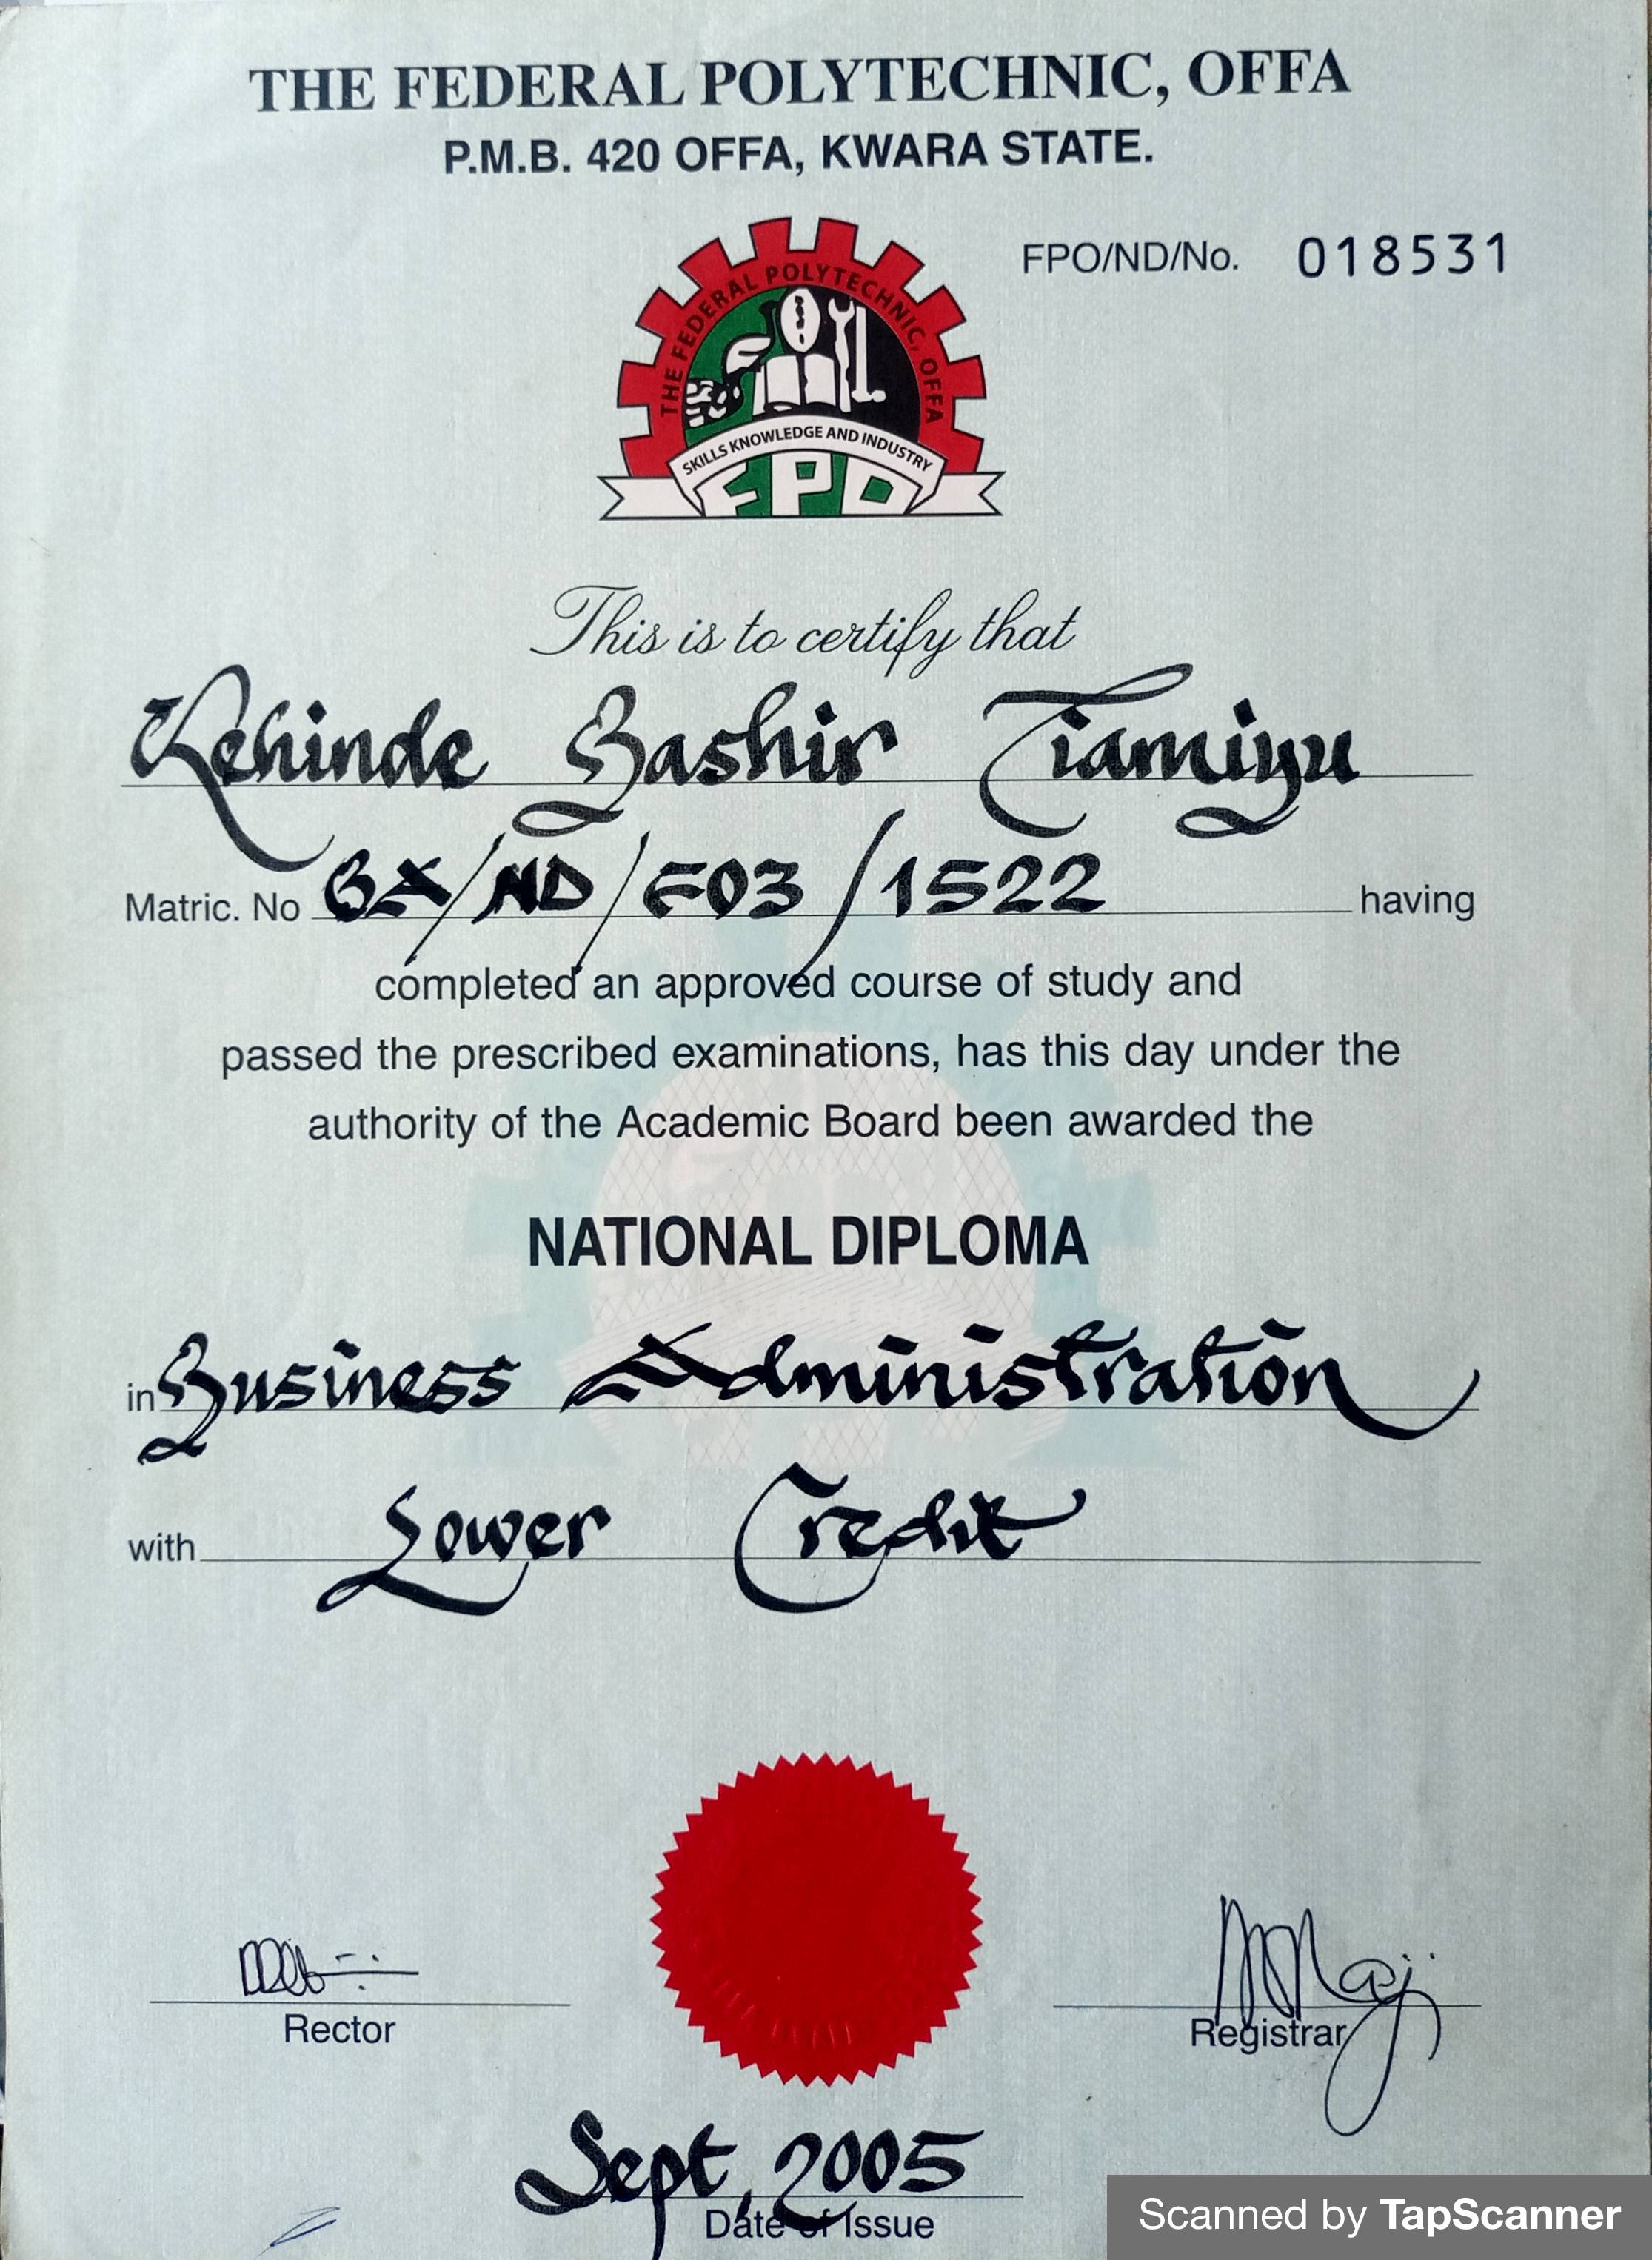 THE FEDERAL POLYTECHNIC, OFFA
P.M.B. 420 OFFA, KWARA STATE.
FPO/ND/No. 018531
THE FEDERAL POLYTECHNIC, OFFA
SKILLS KNOWLEDGE AND INDUSTRY
FPO
This is to certify that
Kehinde Bashir Tiamiyu
Matric. No BA/ND/F03/1522 having
completed an approved course of study and
passed the prescribed examinations, has this day under the
authority of the Academic Board been awarded the
NATIONAL DIPLOMA
in Business Administration
with Lower Credit
Rector
Registrar
Sept, 2005
Date of Issue
Scanned by TapScanner